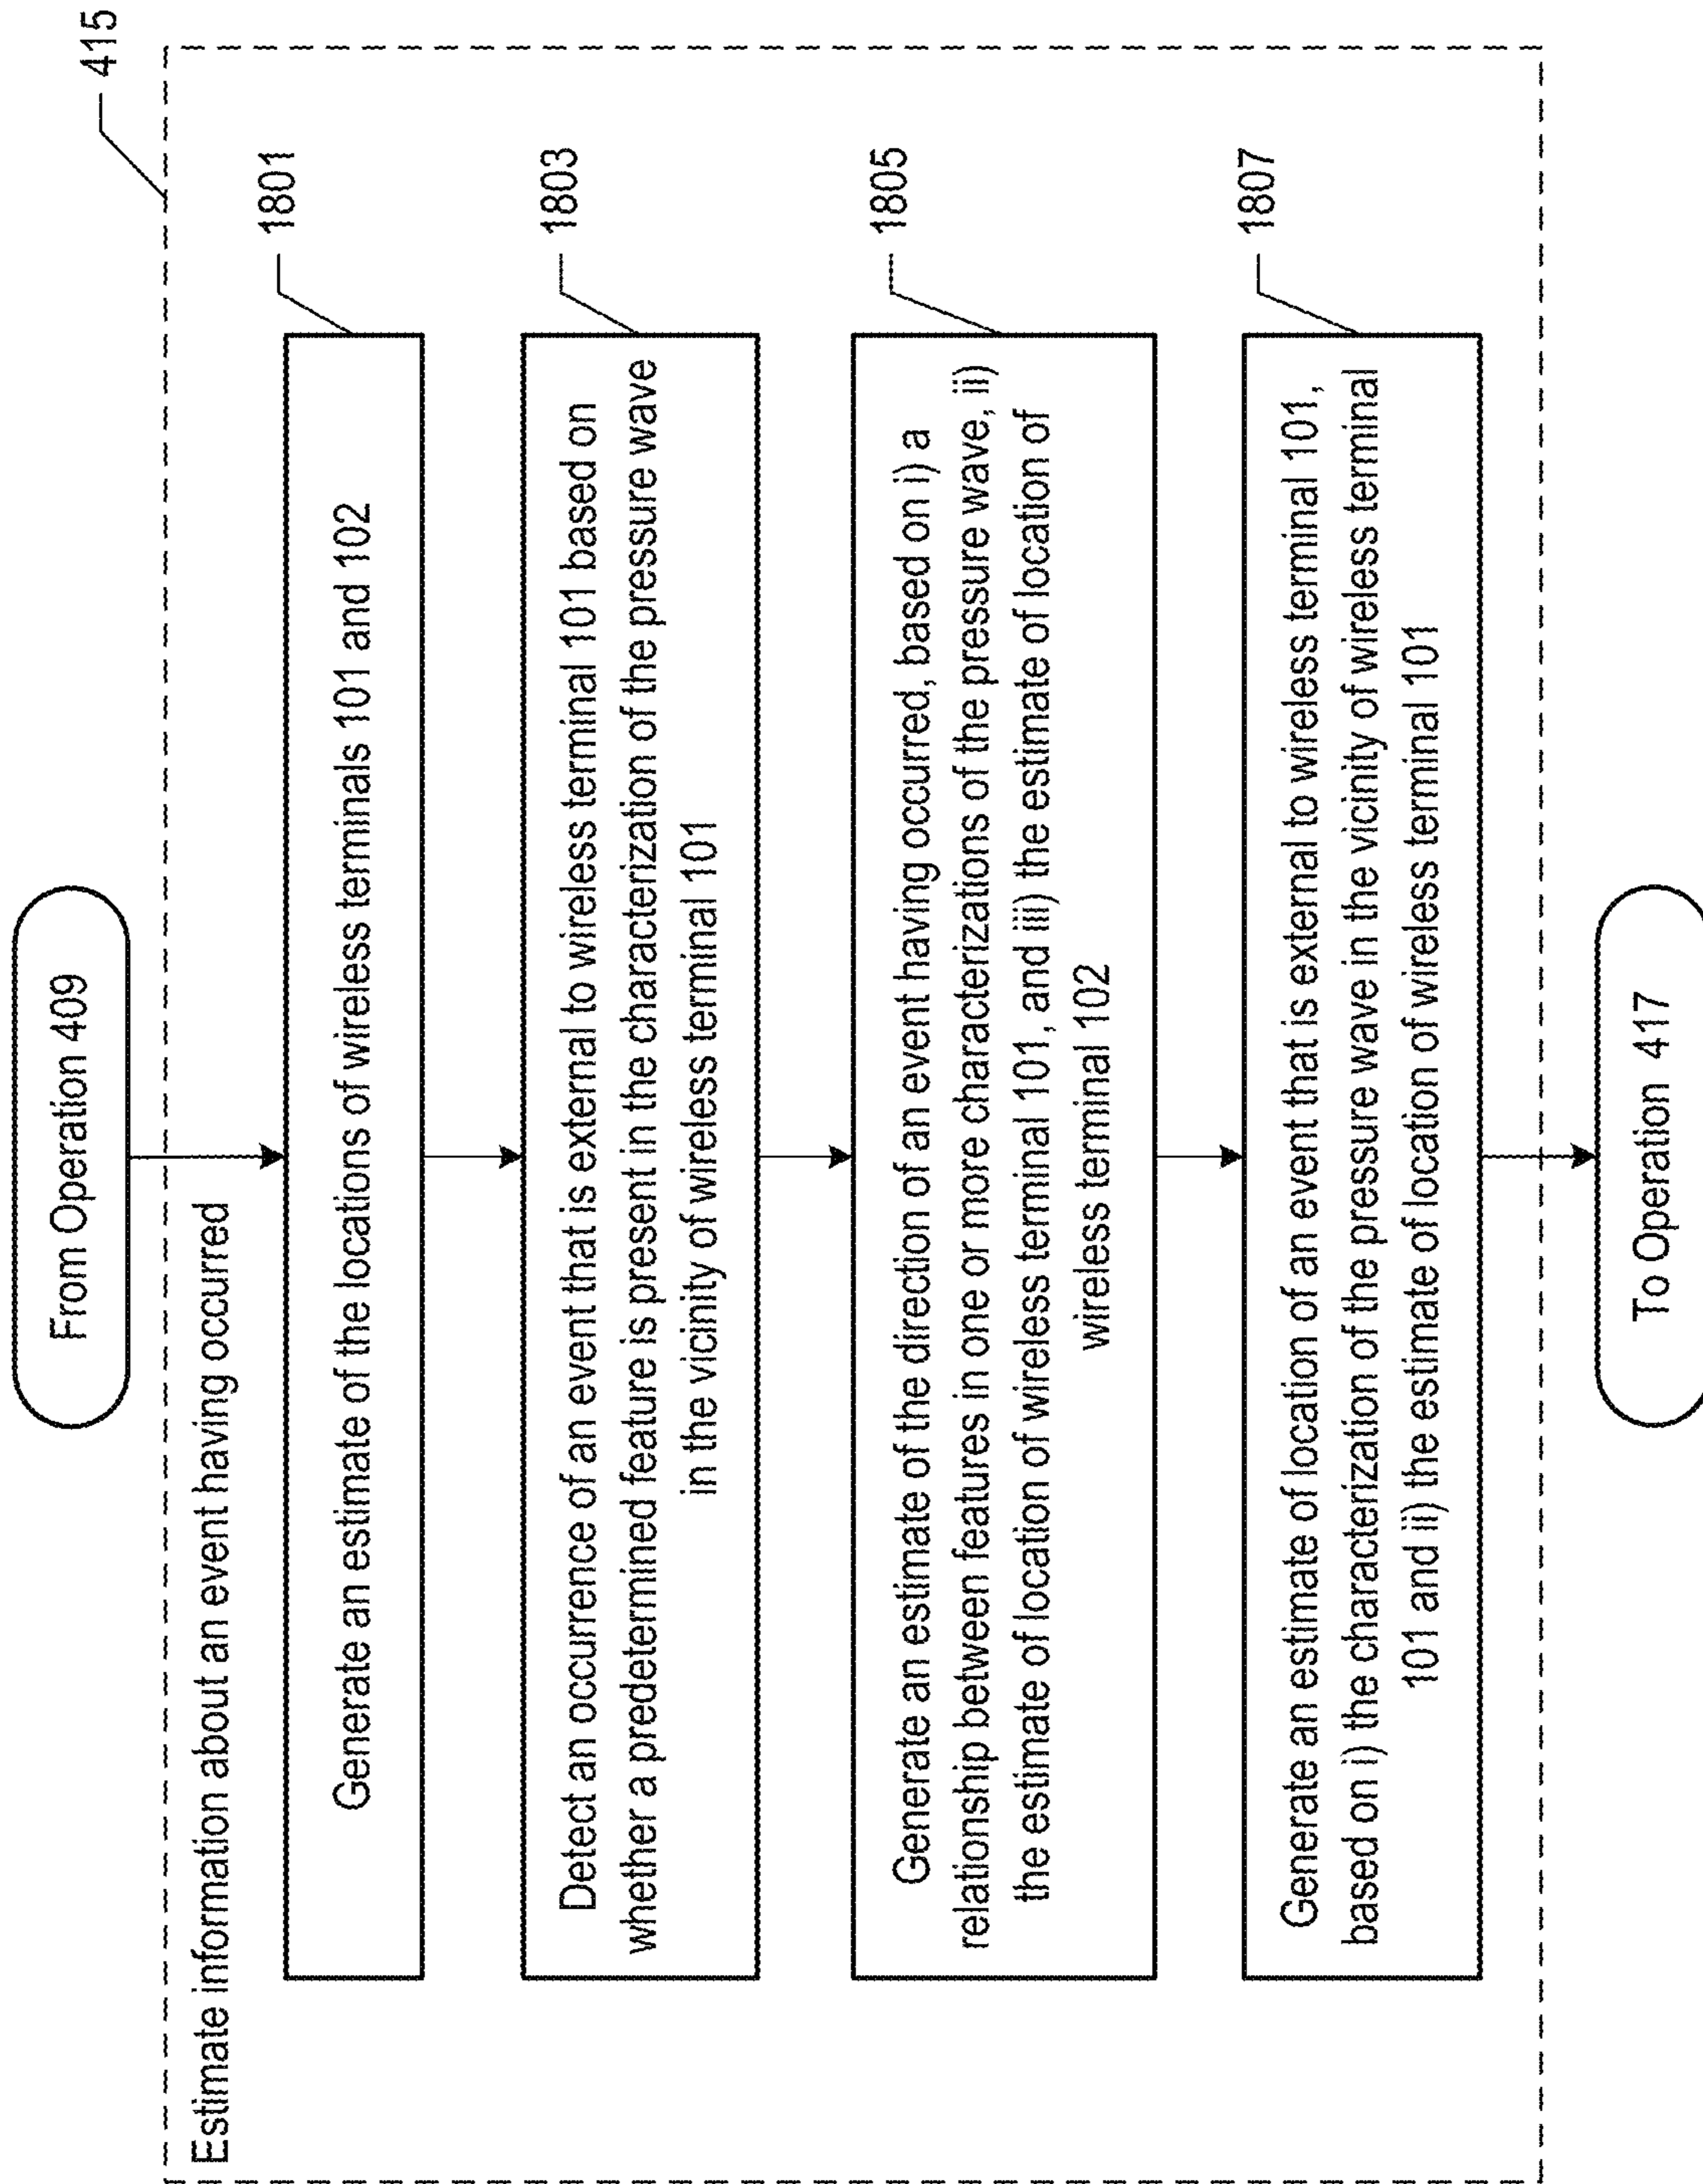 From Operation 409
415
Estimate information about an event having occurred
1801
Generate an estimate of the locations of wireless terminals 101 and 102
1803
Detect an occurrence of an event that is external to wireless terminal 101 based on
whether a predetermined feature is present in the characterization of the pressure wave
in the vicinity of wireless terminal 101
1805
Generate an estimate of the direction of an event having occurred, based on i) a
relationship between features in one or more characterizations of the pressure wave, ii)
the estimate of location of wireless terminal 101, and iii) the estimate of location of
wireless terminal 102
1807
Generate an estimate of location of an event that is external to wireless terminal 101,
based on i) the characterization of the pressure wave in the vicinity of wireless terminal
101 and ii) the estimate of location of wireless terminal 101
To Operation 417